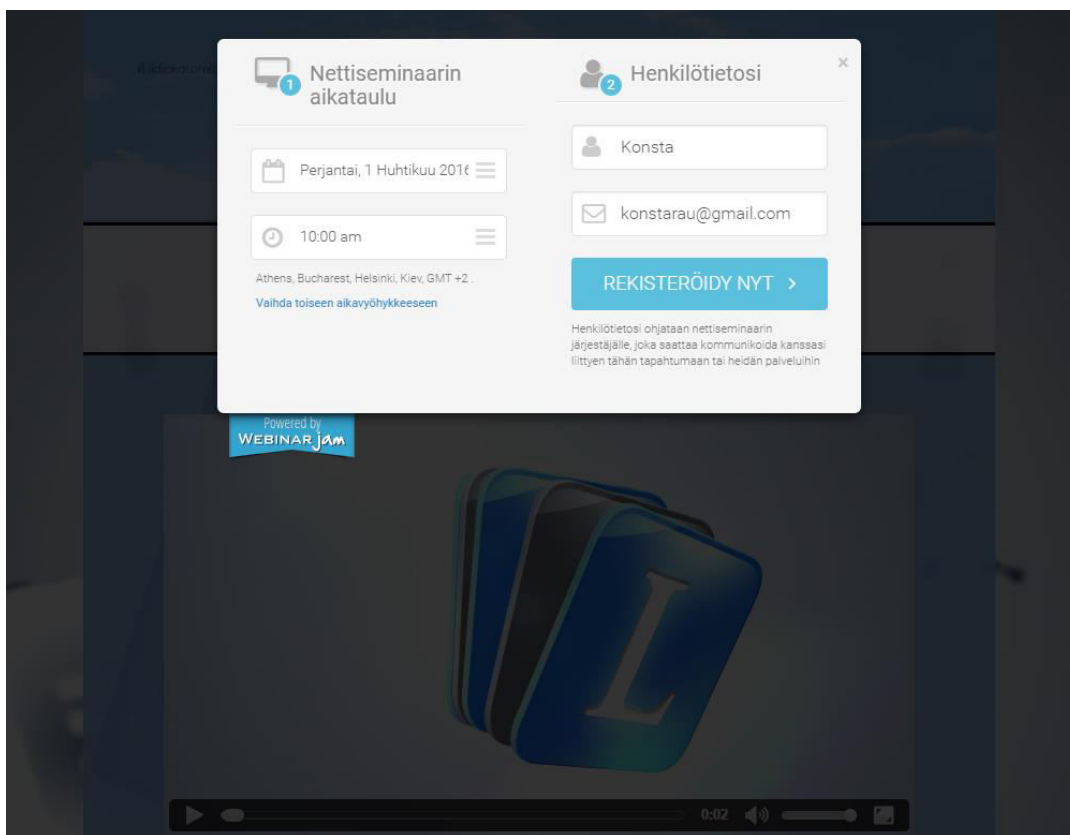 1
Nettiseminaarin
aikataulu
Perjantai, 1 Huhtikuu 2016
10:00 am
Athens, Bucharest, Helsinki, Kiev, GMT +2 .
Vaihda toiseen aikavyöhykkeeseen
2
Henkilötietosi
×
Konsta
konstarau@gmail.com
REKISTERÖIDY NYT >
Henkilötietosi ohjataan nettiseminaarin
järjestäjälle, joka saattaa kommunikoida kanssasi
liittyen tähän tapahtumaan tai heidän palveluihin
Powered by
WEBINARjam
L
0:02